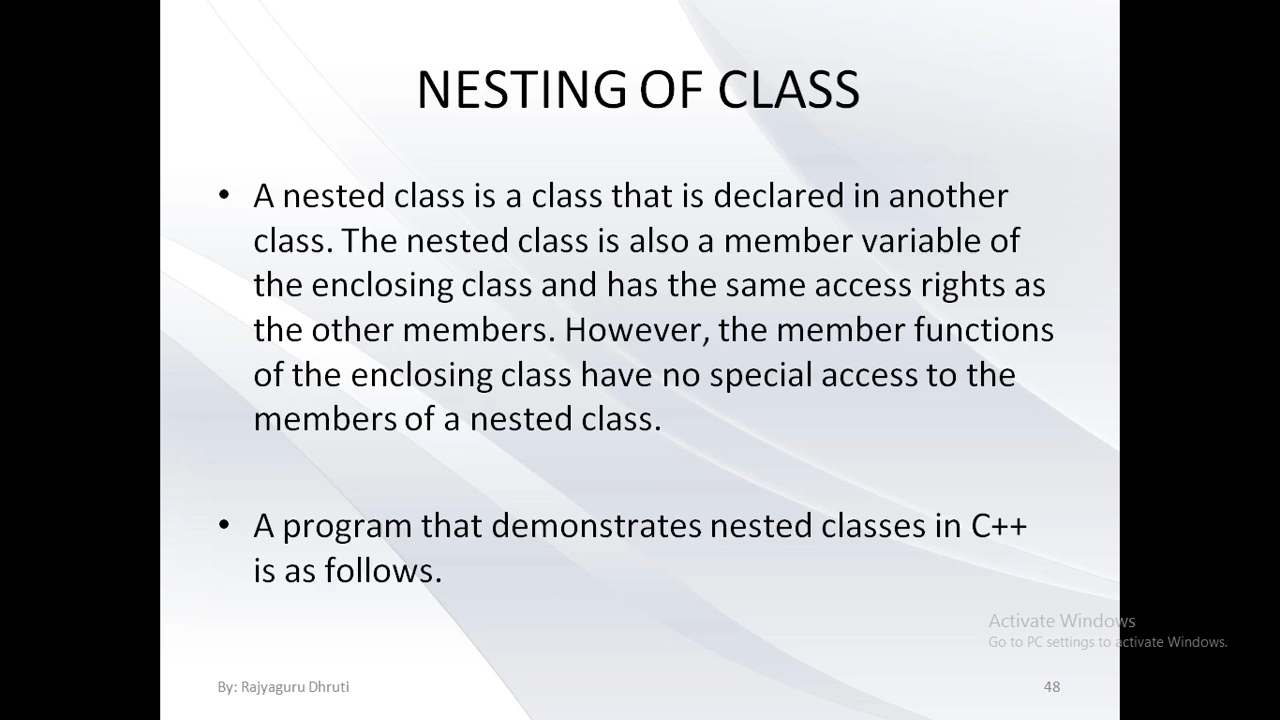 NESTING OF CLASS
• A nested class is a class that is declared in another
class. The nested class is also a member variable of
the enclosing class and has the same access rights as
the other members. However, the member functions
of the enclosing class have no special access to the
members of a nested class.
• A program that demonstrates nested classes in C++
is as follows.
Activate Windows
Go to PC settings to activate Windows.
By: Rajyaguru Dhruti
48